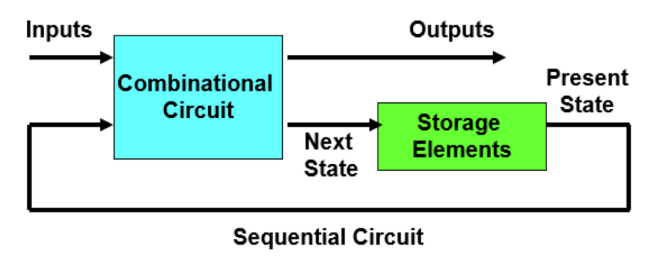 Inputs
Outputs
Combinational
Circuit
Present
State
Storage
Elements
Next
State
Sequential Circuit